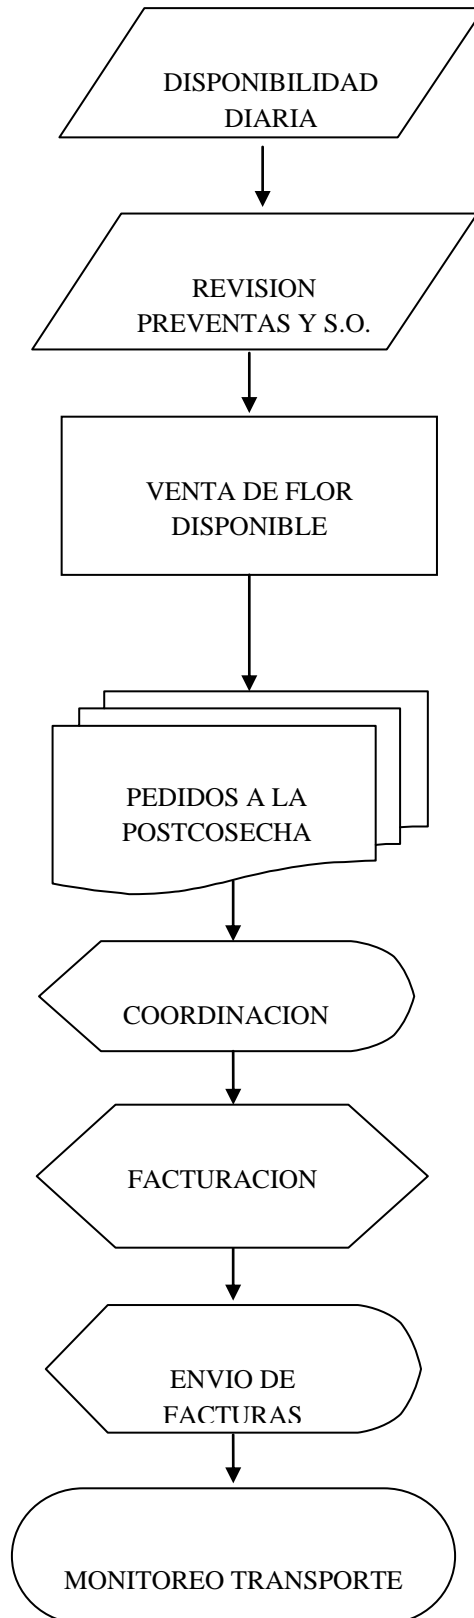 DISPONIBILIDAD
DIARIA
REVISION
PREVENTAS Y S.O.
VENTA DE FLOR
DISPONIBLE
PEDIDOS A LA
POSTCOSECHA
COORDINACION
FACTURACION
ENVIO DE
FACTURAS
MONITOREO TRANSPORTE